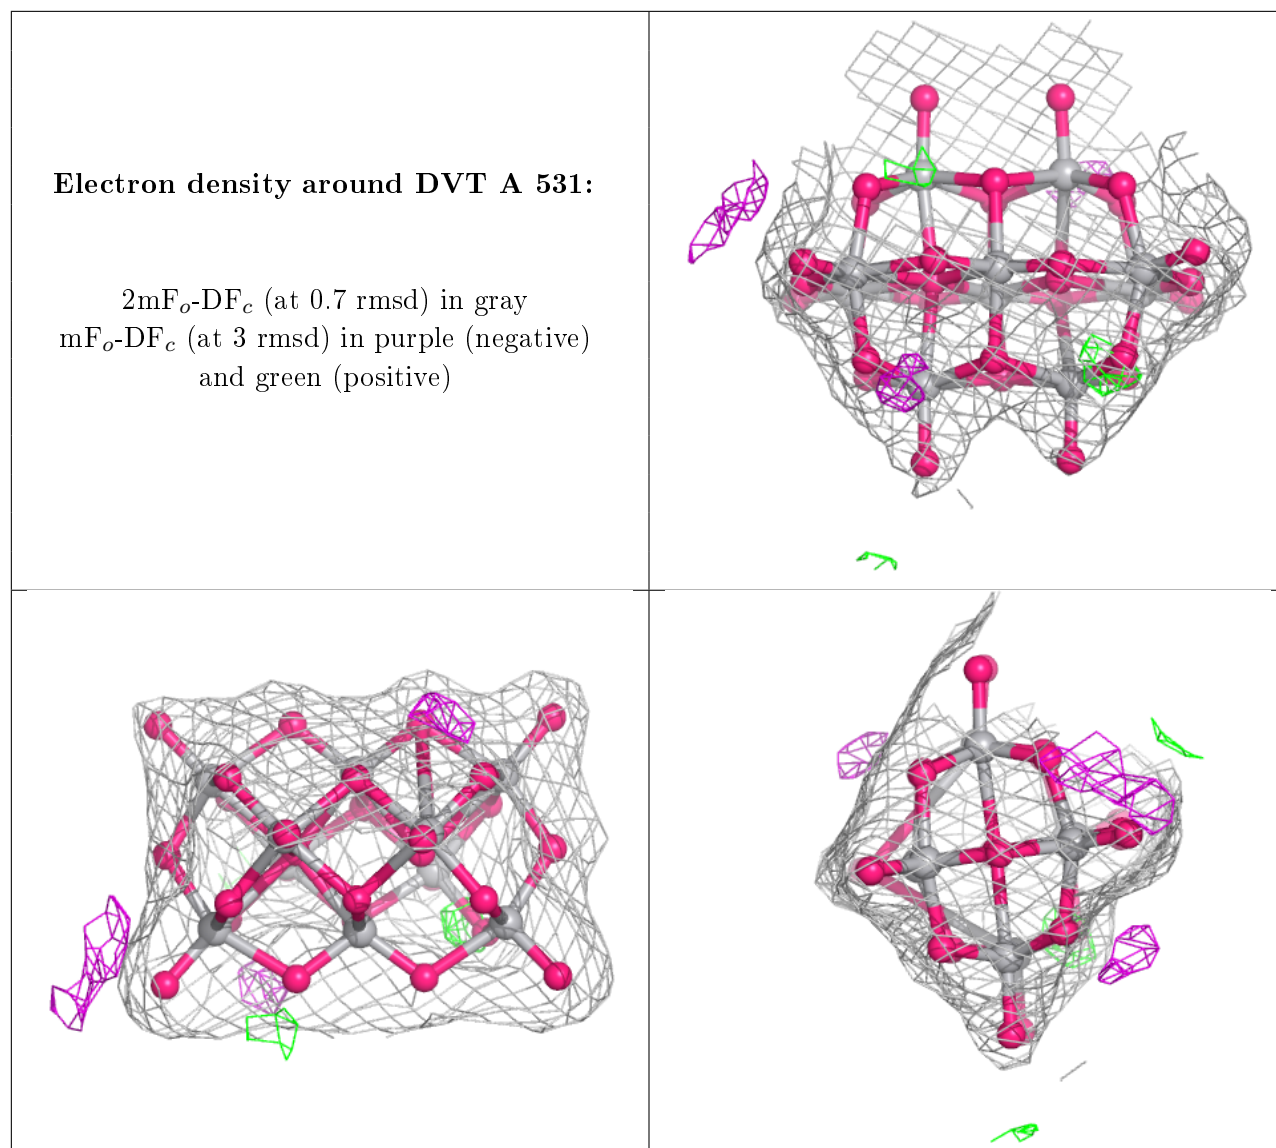 Electron density around DVT A 531:
2mFo-DFc (at 0.7 rmsd) in gray
mFo-DFc (at 3 rmsd) in purple (negative)
and green (positive)